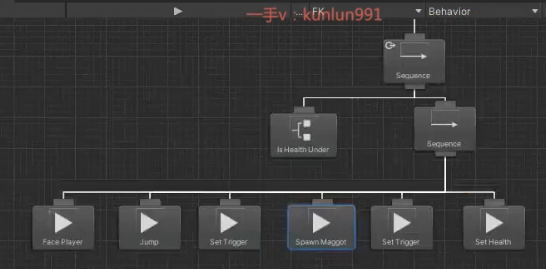 一手v：kunlun991
... FK
Behavior
Sequence
Is Health Under
Sequence
Face Player
Jump
Set Trigger
Spawn Maggot
Set Trigger
Set Health